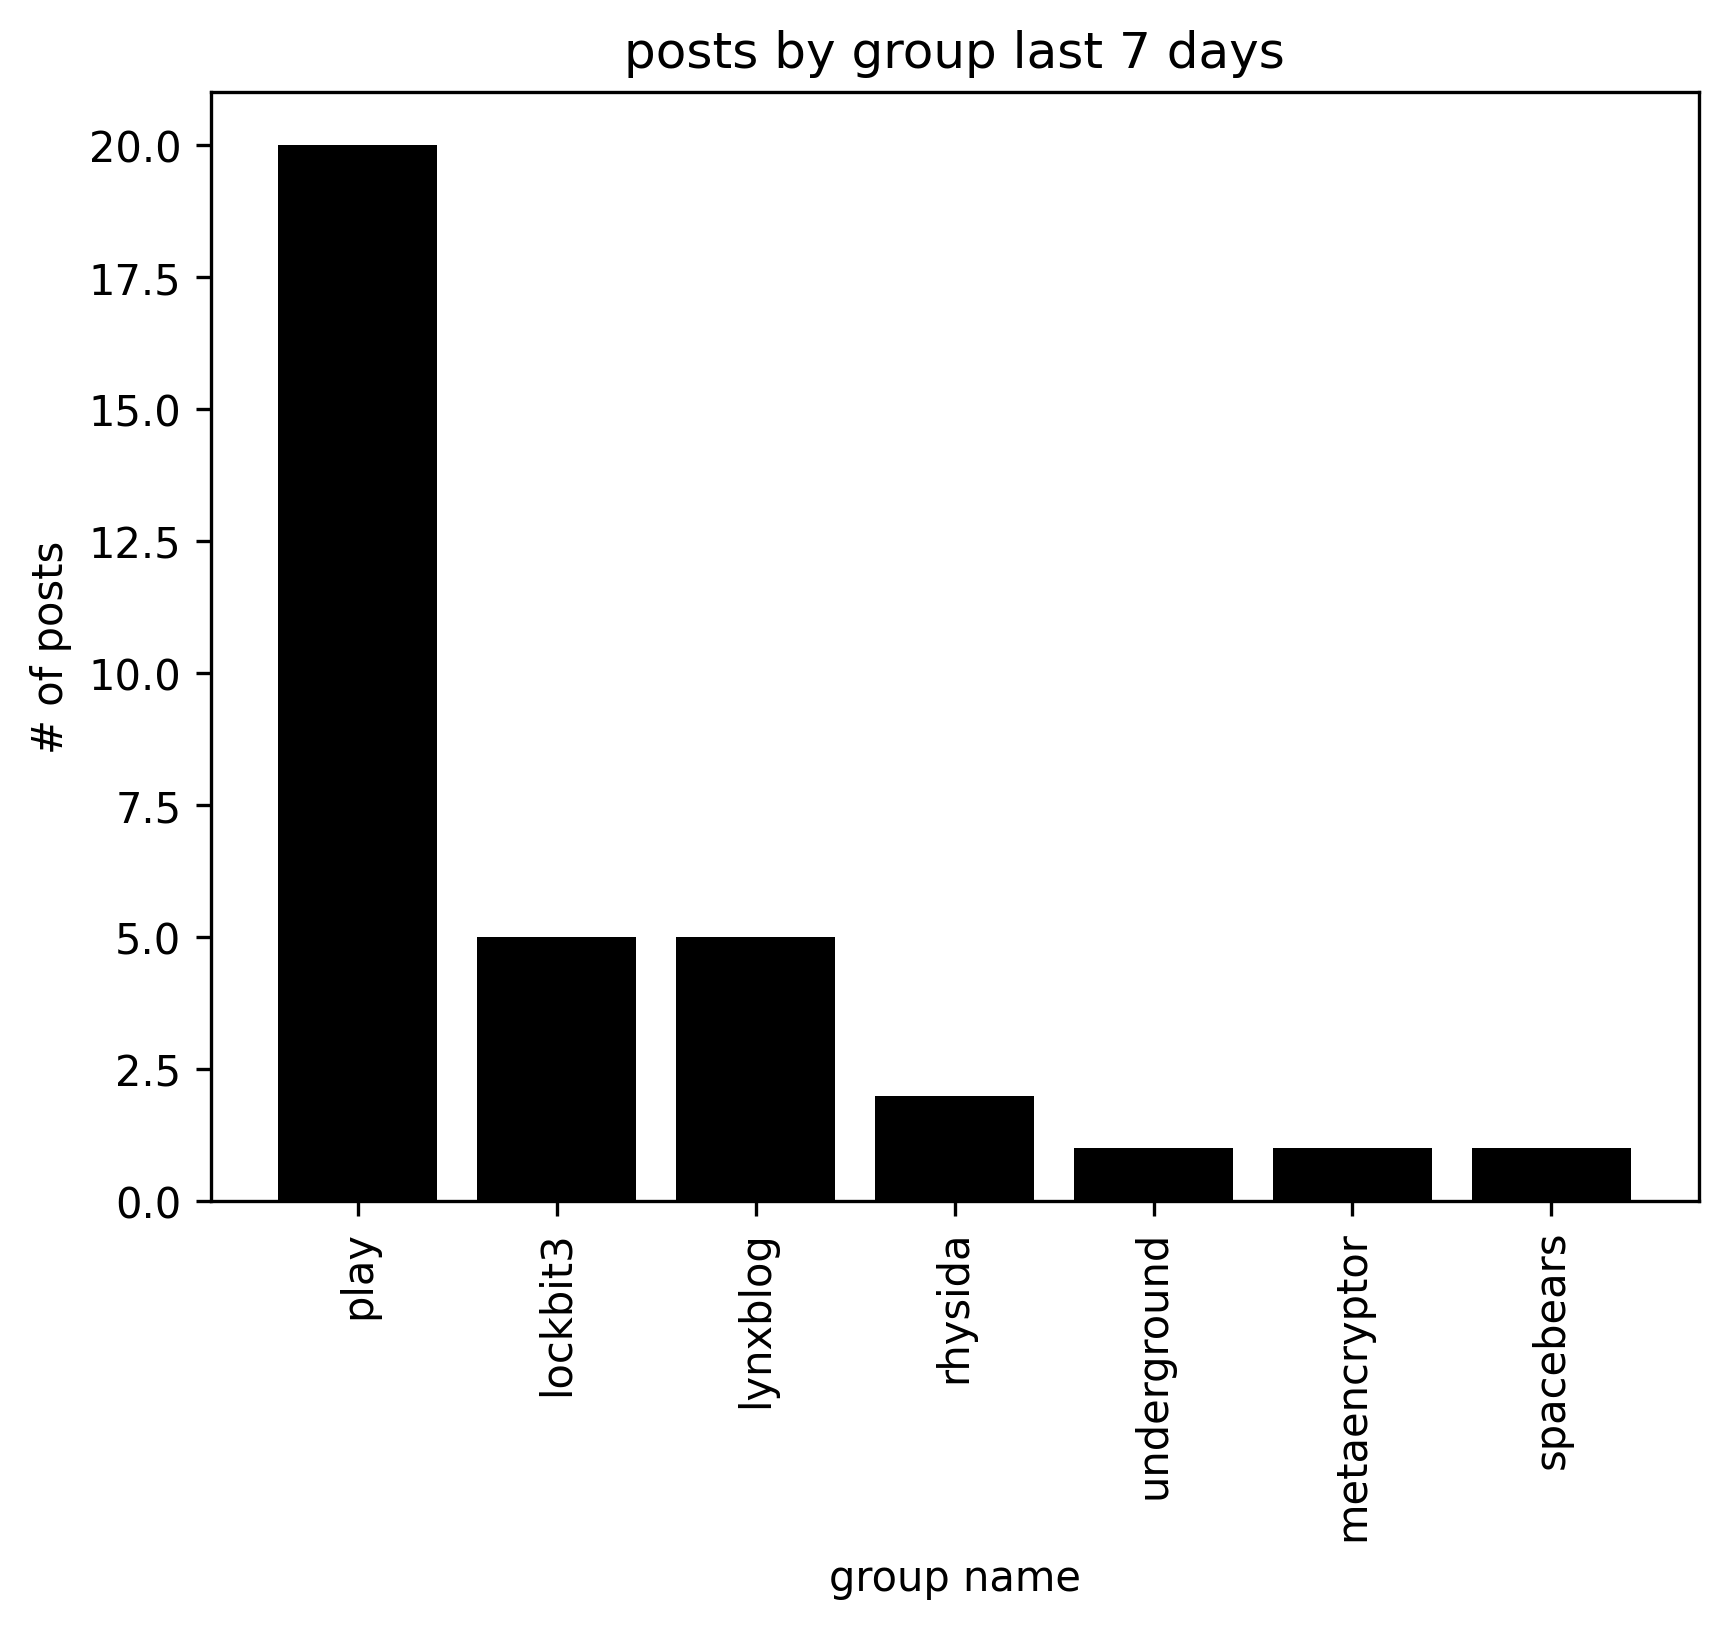 posts by group last 7 days
# of posts
20.0
17.5
15.0
12.5
10.0
7.5
5.0
2.5
0.0
play
lockbit3
lynxblog
rhysida
underground
metaencryptor
spacebears
group name